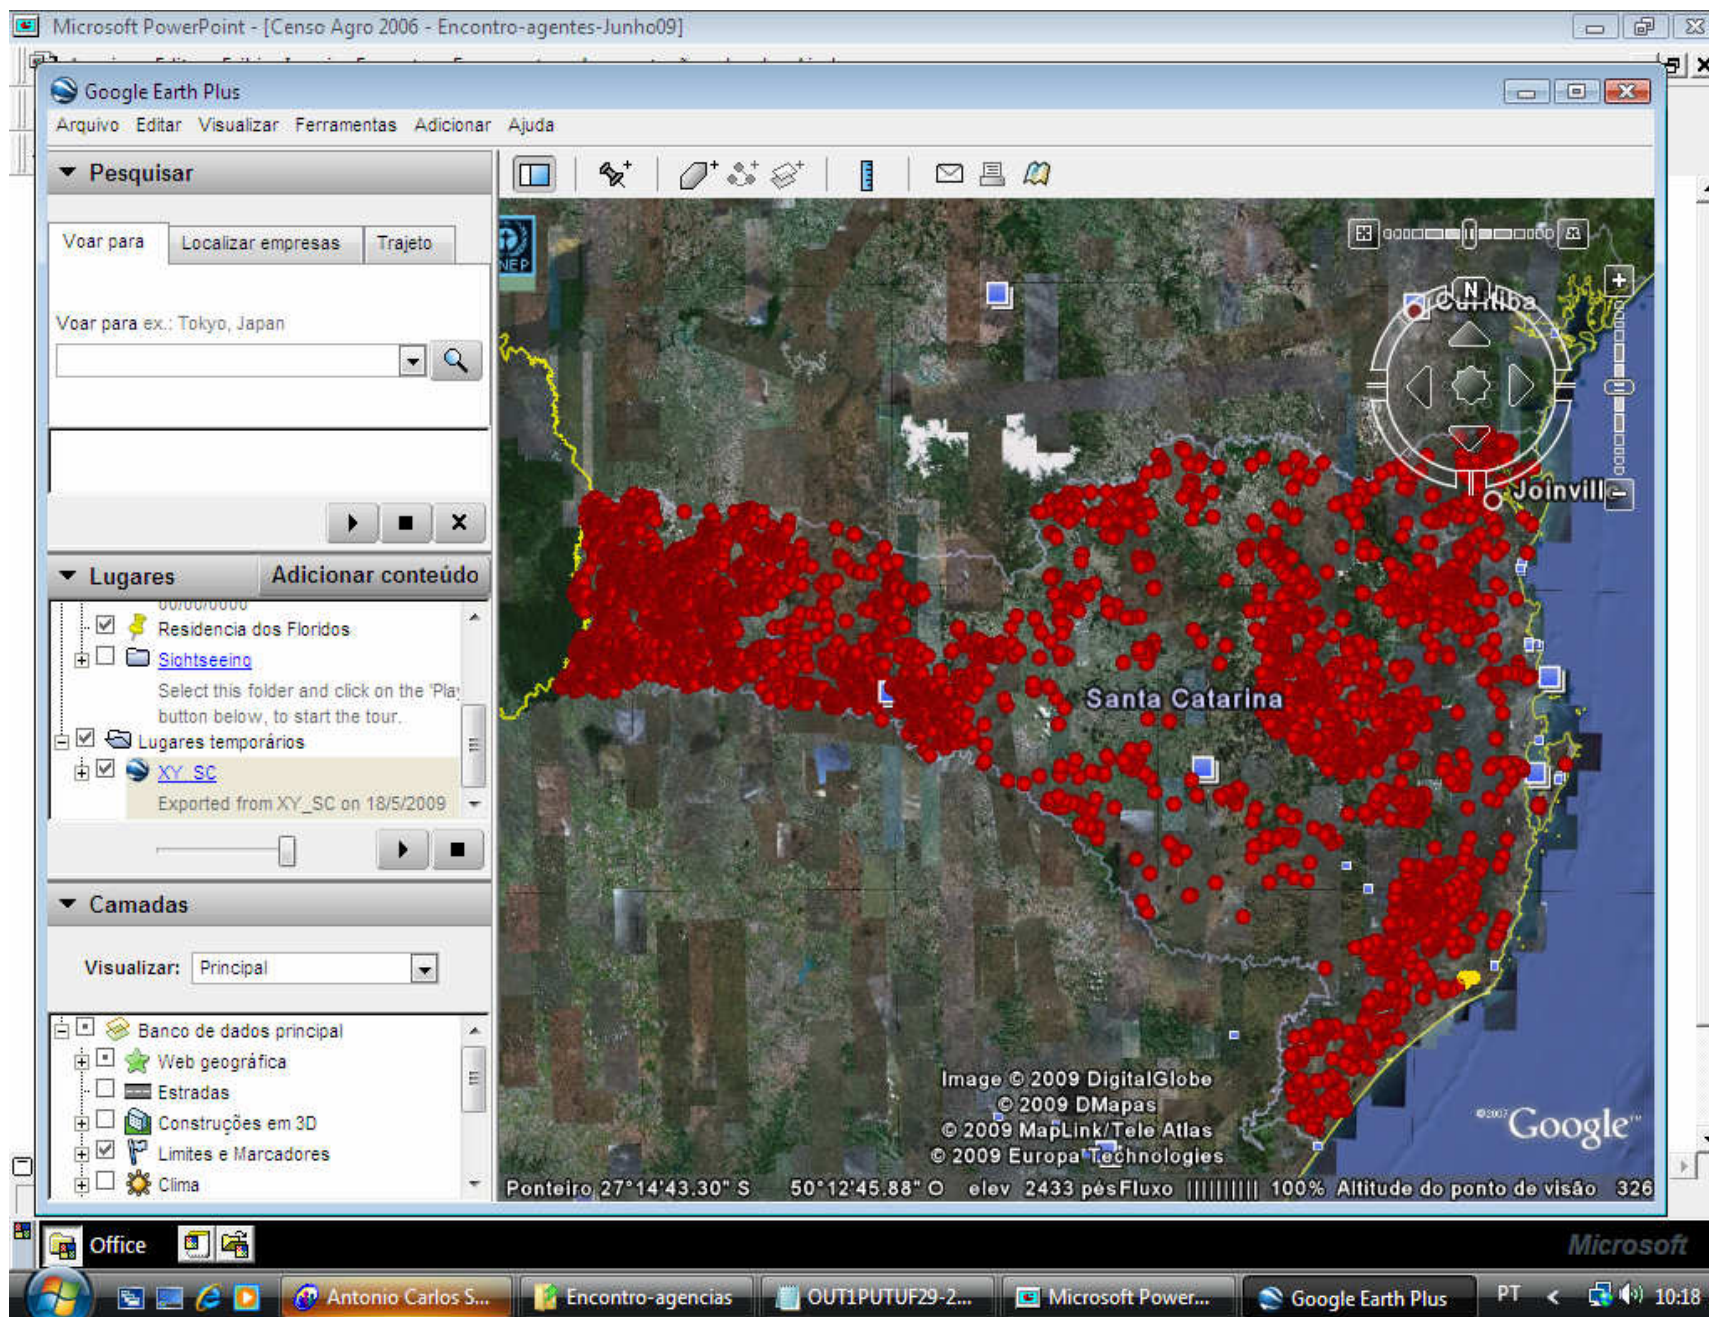 Microsoft PowerPoint - [Censo Agro 2006 - Encontro-agentes-Junho09]
Google Earth Plus
Arquivo Editar Visualizar Ferramentas Adicionar Ajuda
Pesquisar
Voar para Localizar empresas Trajeto
Voar para ex.: Tokyo, Japan
Lugares Adicionar conteúdo
00/00/0000
Residencia dos Floridos
Sightseeing
Select this folder and click on the 'Play
button below, to start the tour.
Lugares temporários
XY_SC
Exported from XY_SC on 18/5/2009
Camadas
Visualizar: Principal
Banco de dados principal
Web geográfica
Estradas
Construções em 3D
Limites e Marcadores
Clima
NEP
N
Curitiba
Joinville
Santa Catarina
Image © 2009 DigitalGlobe
© 2009 DMapas
© 2009 MapLink/Tele Atlas
© 2009 Europa Technologies
©2007 Google™
Ponteiro 27°14'43.30" S 50°12'45.88" O elev 2433 pés Fluxo |||||||||| 100% Altitude do ponto de visão 326
Office
Microsoft
Antonio Carlos S... Encontro-agencias OUT1PUTUF29-2... Microsoft Power... Google Earth Plus PT 10:18